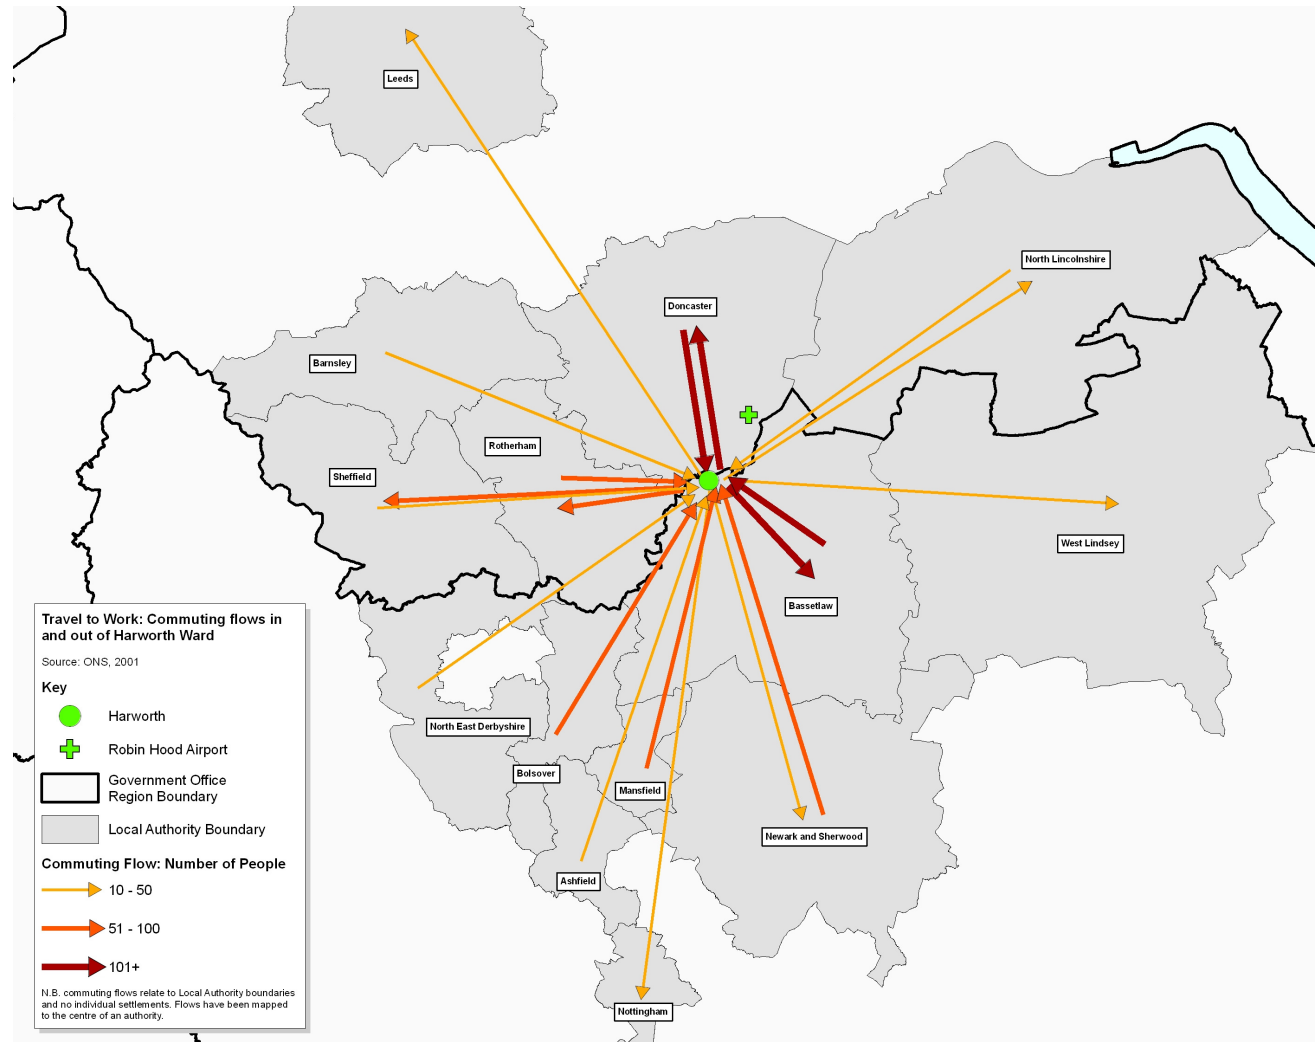 Leeds
North Lincolnshire
Doncaster
Barnsley
Rotherham
Sheffield
West Lindsey
Bassetlaw
North East Derbyshire
Bolsover
Mansfield
Newark and Sherwood
Ashfield
Nottingham
Travel to Work: Commuting flows in
and out of Harworth Ward
Source: ONS, 2001
Key
Harworth
Robin Hood Airport
Government Office
Region Boundary
Local Authority Boundary
Commuting Flow: Number of People
10 - 50
51 - 100
101+
N.B. commuting flows relate to Local Authority boundaries
and no individual settlements. Flows have been mapped
to the centre of an authority.